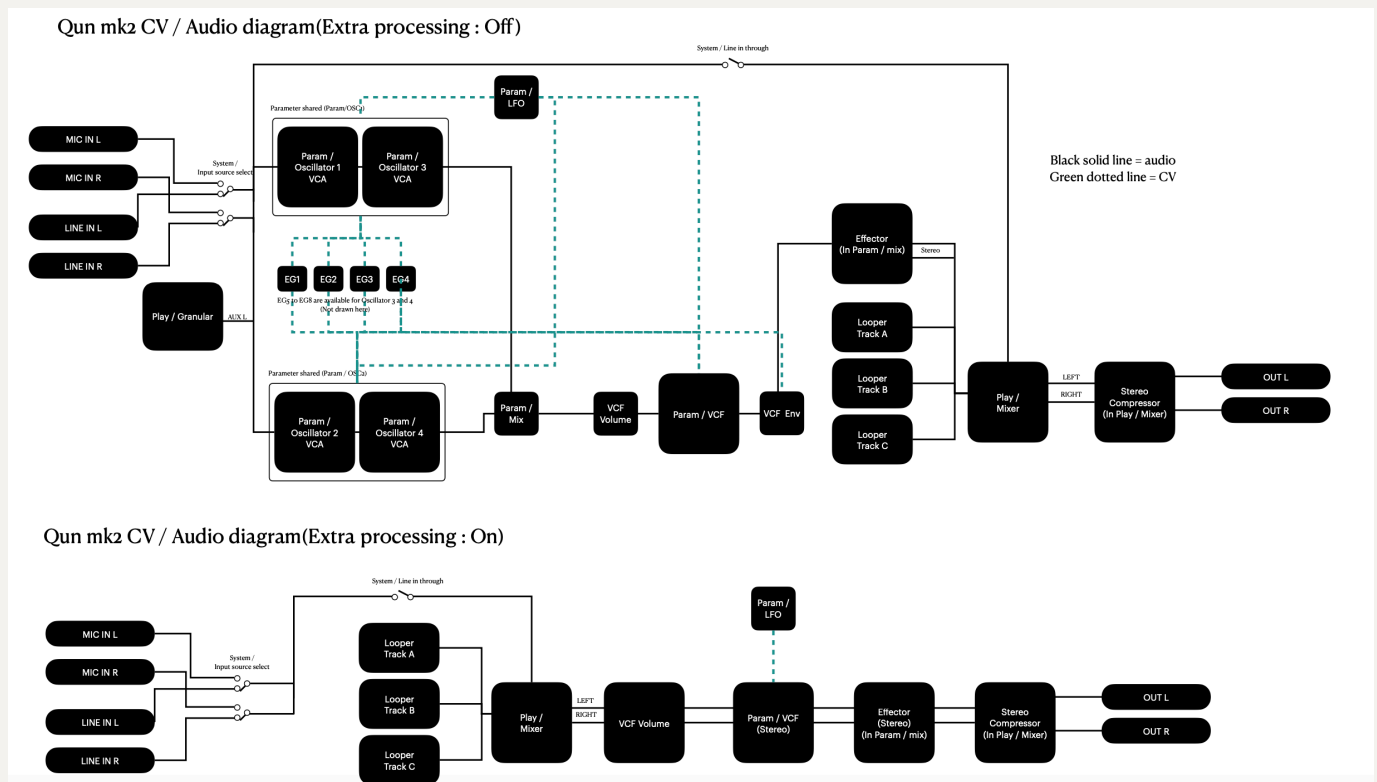 Qun mk2 CV / Audio diagram(Extra processing : Off)
System / Line in through
Param /
LFO
Parameter shared (Param/OSC1)
MIC IN L
MIC IN R
LINE IN L
LINE IN R
System /
Input source select
Param /
Oscillator 1
VCA
Param /
Oscillator 3
VCA
Black solid line = audio
Green dotted line = CV
Effector
(In Param / mix)
Stereo
EG1
EG2
EG3
EG4
EG5 to EG8 are available for Oscillator 3 and 4
(Not drawn here)
Play / Granular
AUX L
Looper
Track A
Looper
Track B
Looper
Track C
Parameter shared (Param / OSC2)
Param /
Oscillator 2
VCA
Param /
Oscillator 4
VCA
Param /
Mix
VCF
Volume
Param / VCF
VCF Env
Play /
Mixer
LEFT
RIGHT
Stereo
Compressor
(In Play / Mixer)
OUT L
OUT R
Qun mk2 CV / Audio diagram(Extra processing : On)
System / Line in through
MIC IN L
MIC IN R
LINE IN L
LINE IN R
System /
Input source select
Looper
Track A
Looper
Track B
Looper
Track C
Play /
Mixer
LEFT
RIGHT
VCF Volume
Param /
LFO
Param / VCF
(Stereo)
Effector
(Stereo)
(In Param / mix)
Stereo
Compressor
(In Play / Mixer)
OUT L
OUT R